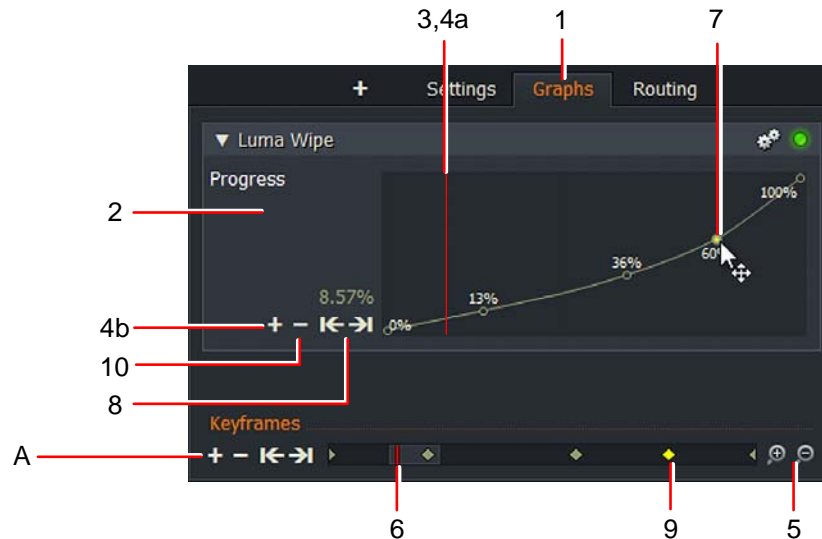 3,4a 1 7
+ Settings Graphs Routing
▼ Luma Wipe
Progress
100%
2
60%
36%
8.57%
13%
4b + − 0%
10
8
Keyframes
A + −
6 9 5